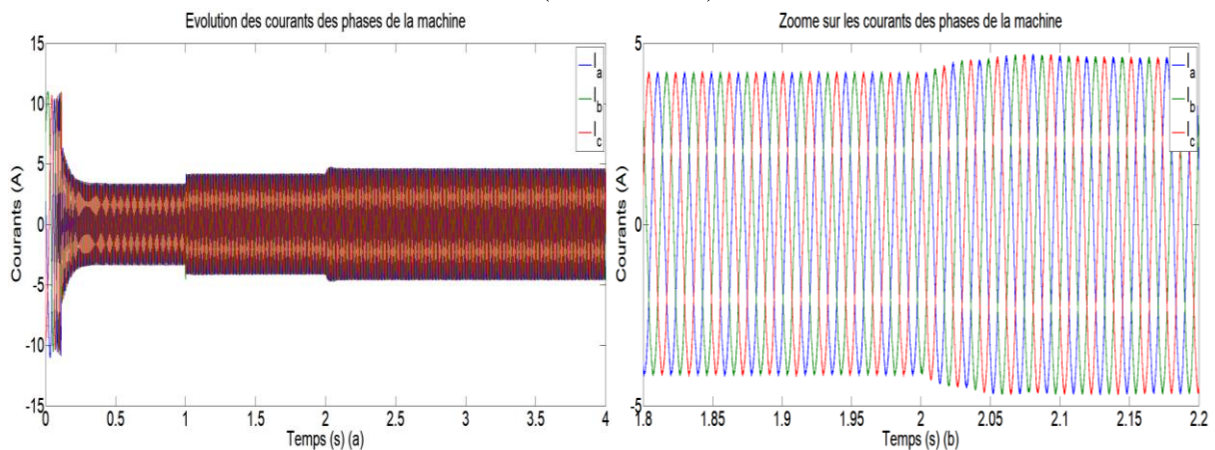 Evolution des courants des phases de la machine
Courants (A)
15
10
5
0
-5
-10
-15
0
0.5
1
1.5
2
2.5
3
3.5
4
Temps (s) (a)
I_a
I_b
I_c
Zoome sur les courants des phases de la machine
Courants (A)
5
0
-5
1.8
1.85
1.9
1.95
2
2.05
2.1
2.15
2.2
Temps (s) (b)
I_a
I_b
I_c